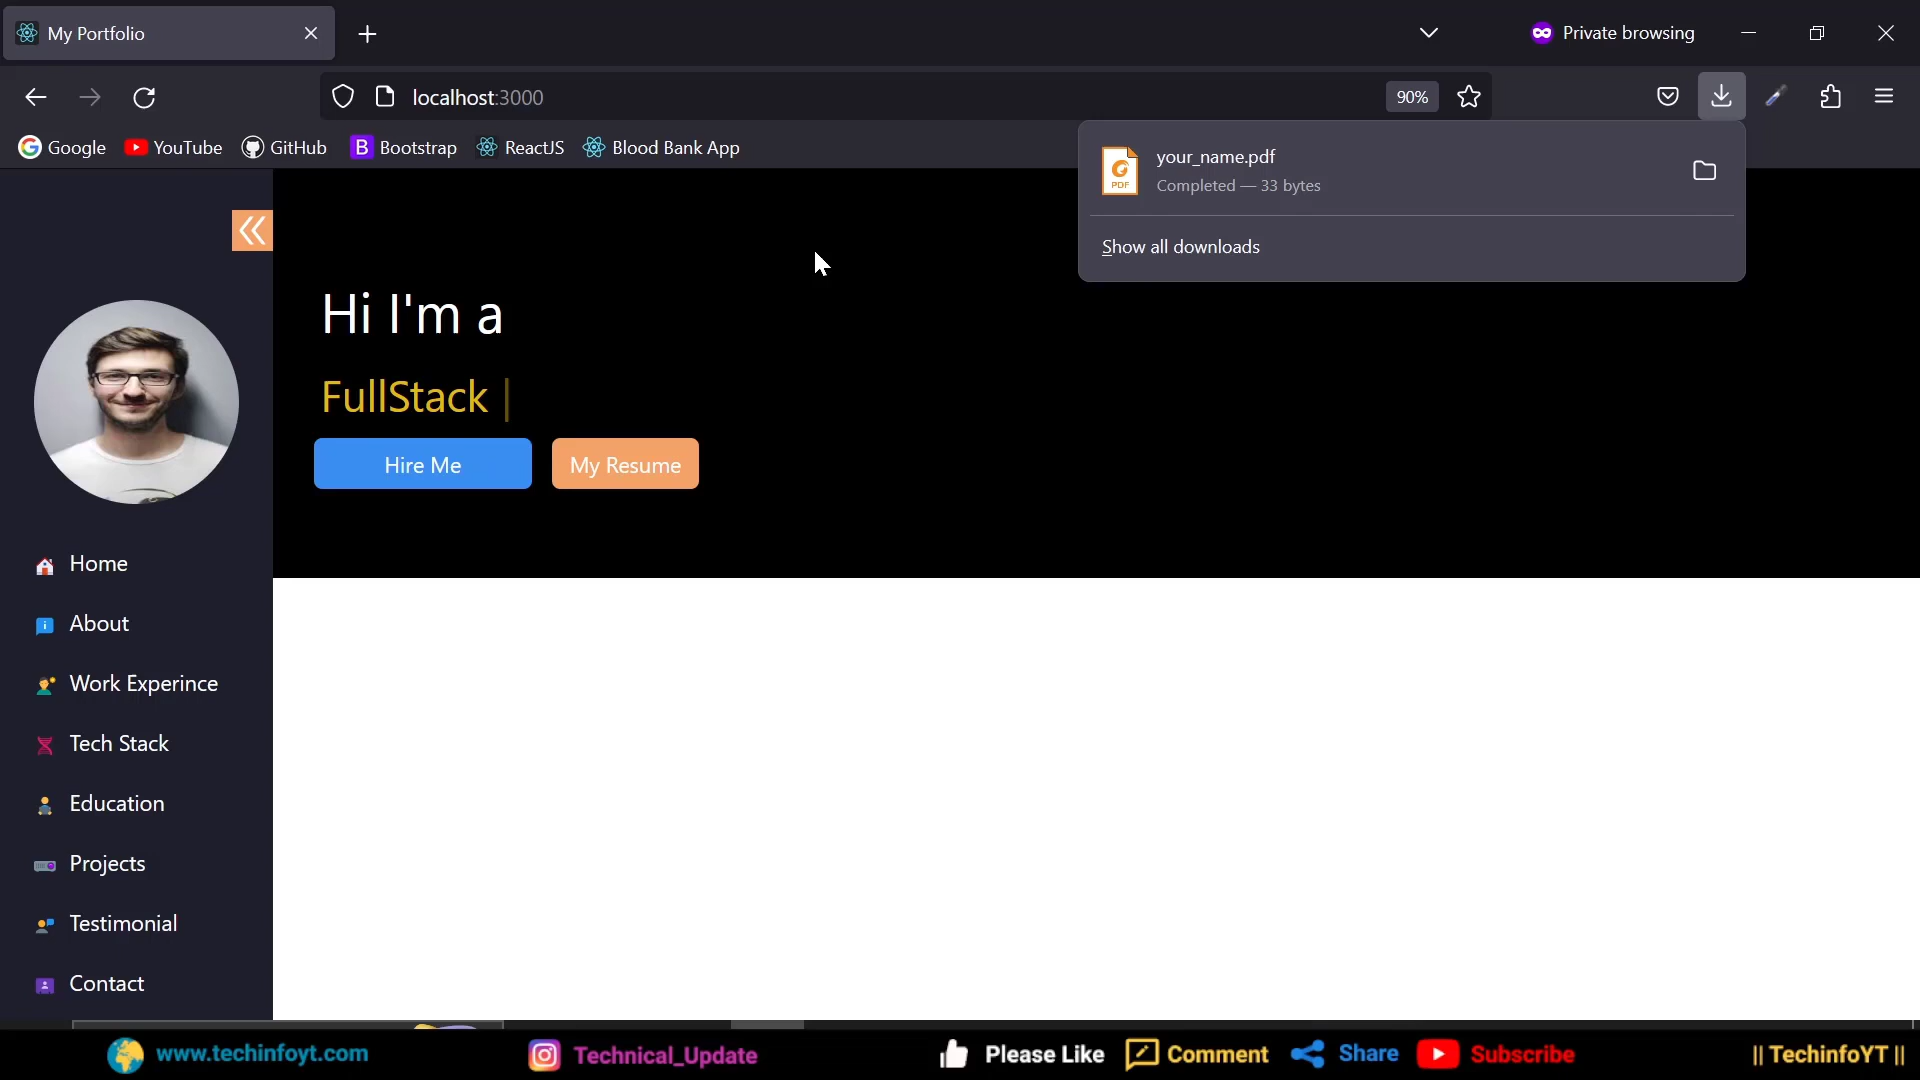 My Portfolio
Private browsing
localhost:3000
90%
Google
YouTube
GitHub
B Bootstrap
ReactJS
Blood Bank App
your_name.pdf
Completed — 33 bytes
PDF
Show all downloads
Hi I'm a
FullStack |
Hire Me
My Resume
Home
About
Work Experince
Tech Stack
Education
Projects
Testimonial
Contact
www.techinfoyt.com
Technical_Update
Please Like
Comment
Share
Subscribe
|| TechinfoYT ||